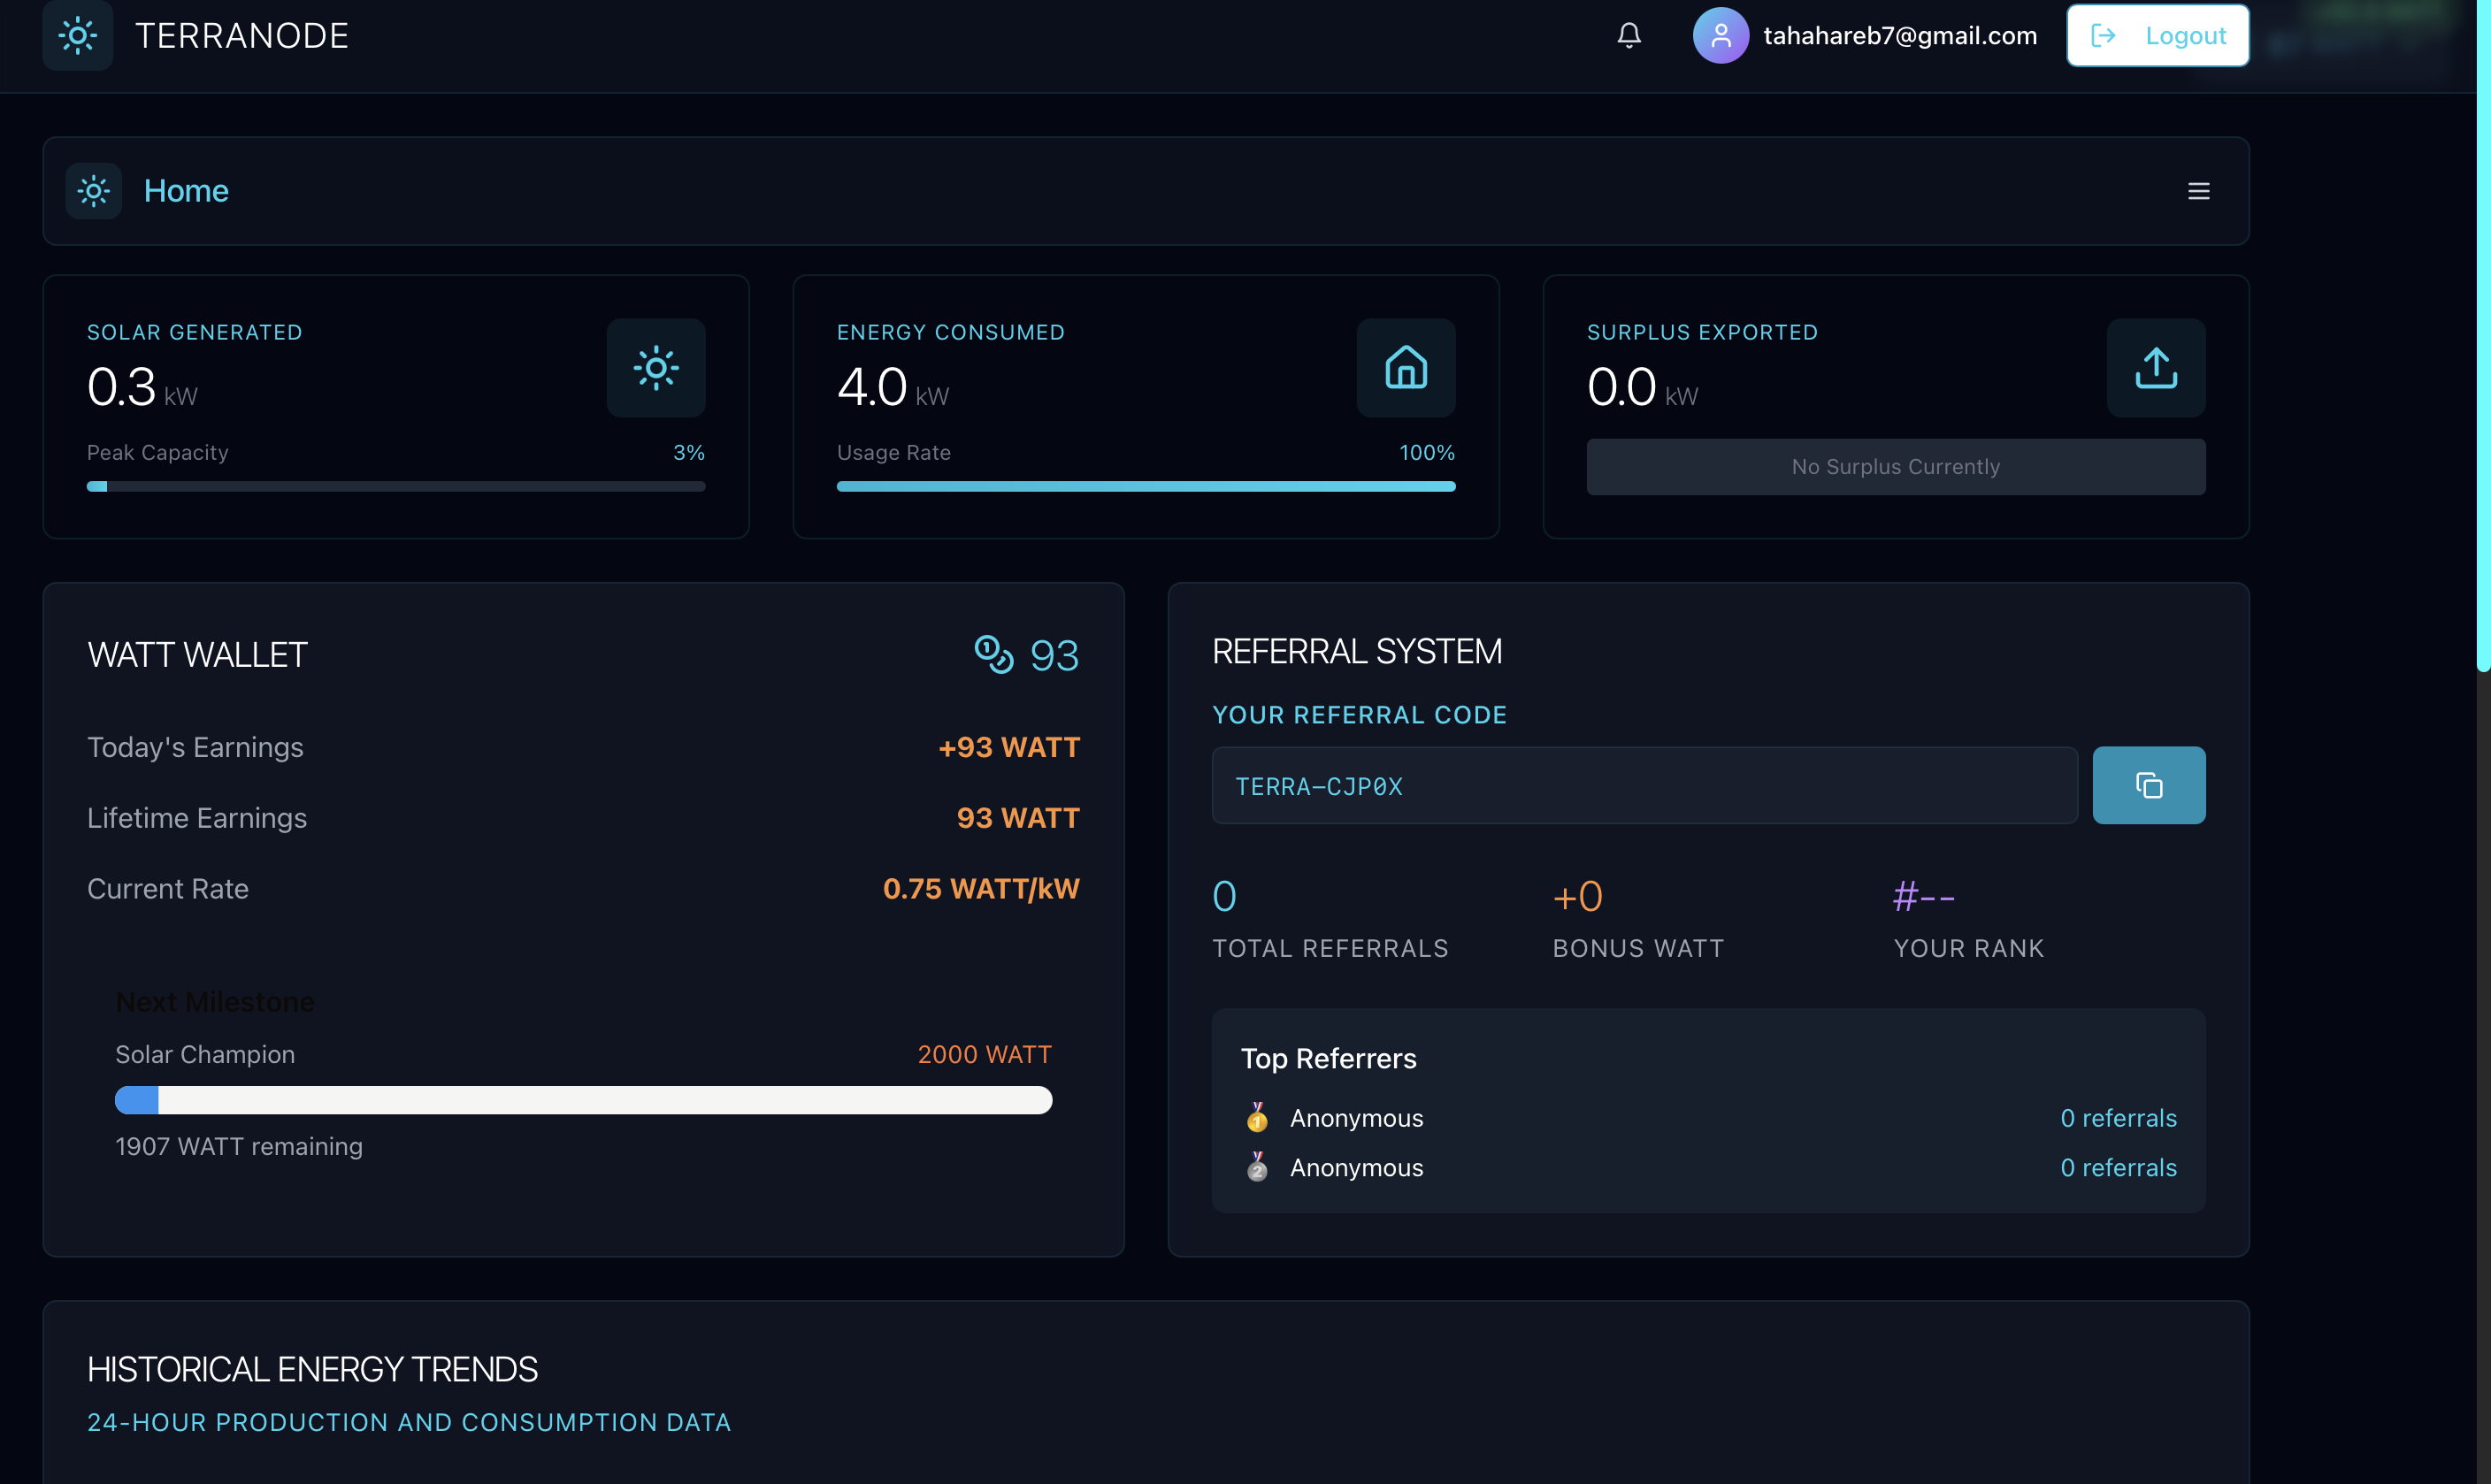 TERRANODE
tahahareb7@gmail.com
Logout
Home
SOLAR GENERATED
0.3 kW
Peak Capacity 3%
ENERGY CONSUMED
4.0 kW
Usage Rate 100%
SURPLUS EXPORTED
0.0 kW
No Surplus Currently
WATT WALLET
93
Today's Earnings +93 WATT
Lifetime Earnings 93 WATT
Current Rate 0.75 WATT/kW
Next Milestone
Solar Champion 2000 WATT
1907 WATT remaining
REFERRAL SYSTEM
YOUR REFERRAL CODE
TERRA-CJP0X
0 +0 #--
TOTAL REFERRALS BONUS WATT YOUR RANK
Top Referrers
1 Anonymous 0 referrals
2 Anonymous 0 referrals
HISTORICAL ENERGY TRENDS
24-HOUR PRODUCTION AND CONSUMPTION DATA